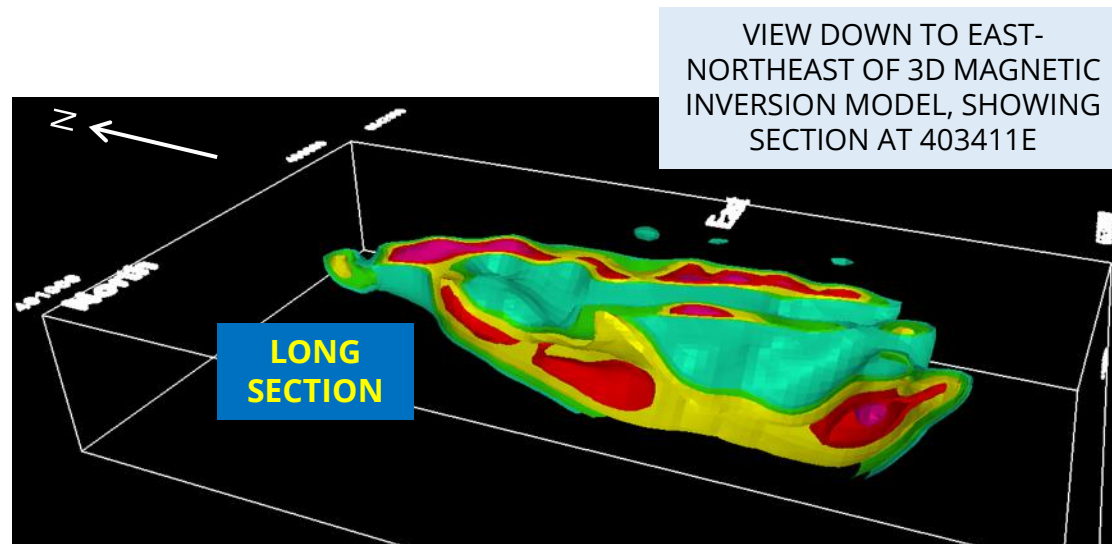 VIEW DOWN TO EAST-
NORTHEAST OF 3D MAGNETIC
INVERSION MODEL, SHOWING
SECTION AT 403411E
N
East
North
LONG
SECTION